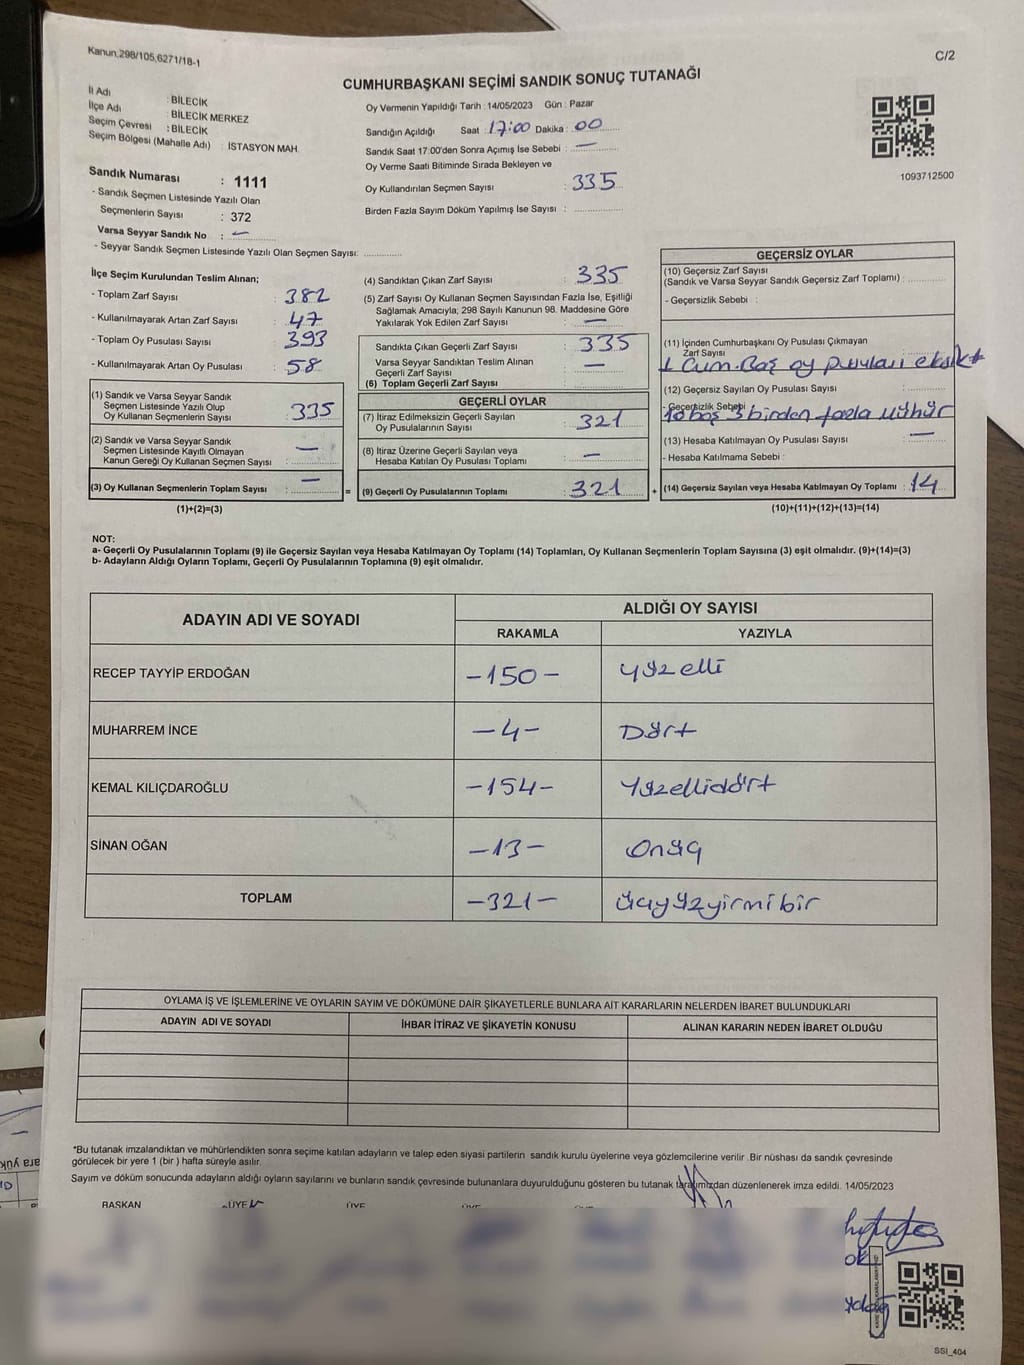 Kanun;298/105,6271/18-1
C/2
CUMHURBAŞKANI SEÇİMİ SANDIK SONUÇ TUTANAĞI
İl Adı : BİLECİK
İlçe Adı : BİLECİK MERKEZ
Seçim Çevresi : BİLECİK
Seçim Bölgesi (Mahalle Adı) : İSTASYON MAH.
Sandık Numarası : 1111
- Sandık Seçmen Listesinde Yazılı Olan
Seçmenlerin Sayısı : 372
Varsa Seyyar Sandık No : —
- Seyyar Sandık Seçmen Listesinde Yazılı Olan Seçmen Sayısı:
Oy Vermenin Yapıldığı Tarih : 14/05/2023 Gün : Pazar
Sandığın Açıldığı Saat : 17:00 Dakika : 00
Sandık Saat 17:00'den Sonra Açımış İse Sebebi : —
Oy Verme Saati Bitiminde Sırada Bekleyen ve
Oy Kullandırılan Seçmen Sayısı : 335
Birden Fazla Sayım Döküm Yapılmış İse Sayısı :
1093712500
İlçe Seçim Kurulundan Teslim Alınan;
- Toplam Zarf Sayısı : 382
- Kullanılmayarak Artan Zarf Sayısı : 47
- Toplam Oy Pusulası Sayısı : 393
- Kullanılmayarak Artan Oy Pusulası : 58
(1) Sandık ve Varsa Seyyar Sandık
Seçmen Listesinde Yazılı Olup
Oy Kullanan Seçmenlerin Sayısı : 335
(2) Sandık ve Varsa Seyyar Sandık
Seçmen Listesinde Kayıtlı Olmayan
Kanun Gereği Oy Kullanan Seçmen Sayısı : —
(3) Oy Kullanan Seçmenlerin Toplam Sayısı : —
(1)+(2)=(3)
(4) Sandıktan Çıkan Zarf Sayısı : 335
(5) Zarf Sayısı Oy Kullanan Seçmen Sayısından Fazla İse, Eşitliği
Sağlamak Amacıyla; 298 Sayılı Kanunun 98. Maddesine Göre
Yakılarak Yok Edilen Zarf Sayısı : —
Sandıkta Çıkan Geçerli Zarf Sayısı : 335
Varsa Seyyar Sandıktan Teslim Alınan
Geçerli Zarf Sayısı : —
(6) Toplam Geçerli Zarf Sayısı :
GEÇERLİ OYLAR
(7) İtiraz Edilmeksizin Geçerli Sayılan
Oy Pusulalarının Sayısı : 321
(8) İtiraz Üzerine Geçerli Sayılan veya
Hesaba Katılan Oy Pusulası Toplamı : —
= (9) Geçerli Oy Pusulalarının Toplamı : 321 +
GEÇERSİZ OYLAR
(10) Geçersiz Zarf Sayısı
(Sandık ve Varsa Seyyar Sandık Geçersiz Zarf Toplamı) :
- Geçersizlik Sebebi :
(11) İçinden Cumhurbaşkanı Oy Pusulası Çıkmayan
Zarf Sayısı :
1 Cum.Baş oy pusulası eksik
(12) Geçersiz Sayılan Oy Pusulası Sayısı :
- Geçersizlik Sebebi
10 boş 3 birden fazla mühür
(13) Hesaba Katılmayan Oy Pusulası Sayısı : —
- Hesaba Katılmama Sebebi :
(14) Geçersiz Sayılan veya Hesaba Katılmayan Oy Toplamı : 14
(10)+(11)+(12)+(13)=(14)
NOT:
a- Geçerli Oy Pusulalarının Toplamı (9) ile Geçersiz Sayılan veya Hesaba Katılmayan Oy Toplamı (14) Toplamları, Oy Kullanan Seçmenlerin Toplam Sayısına (3) eşit olmalıdır. (9)+(14)=(3)
b- Adayların Aldığı Oyların Toplamı, Geçerli Oy Pusulalarının Toplamına (9) eşit olmalıdır.
ADAYIN ADI VE SOYADI ALDIĞI OY SAYISI
RAKAMLA YAZIYLA
RECEP TAYYİP ERDOĞAN -150- yüzelli
MUHARREM İNCE -4- Dört
KEMAL KILIÇDAROĞLU -154- Yüzellidört
SİNAN OĞAN -13- Onüç
TOPLAM -321- üçyüzyirmibir
OYLAMA İŞ VE İŞLEMLERİNE VE OYLARIN SAYIM VE DÖKÜMÜNE DAİR ŞİKAYETLERLE BUNLARA AİT KARARLARIN NELERDEN İBARET BULUNDUKLARI
ADAYIN ADI VE SOYADI İHBAR İTİRAZ VE ŞİKAYETİN KONUSU ALINAN KARARIN NEDEN İBARET OLDUĞU
*Bu tutanak imzalandıktan ve mühürlendikten sonra seçime katılan adayların ve talep eden siyasi partilerin sandık kurulu üyelerine veya gözlemcilerine verilir .Bir nüshası da sandık çevresinde
görülecek bir yere 1 (bir ) hafta süreyle asılır.
Sayım ve döküm sonucunda adayların aldığı oyların sayılarını ve bunların sandık çevresinde bulunanlara duyurulduğunu gösteren bu tutanak tarafımızdan düzenlenerek imza edildi. 14/05/2023
BAŞKAN ÜYE ÜYE
SSİ_404